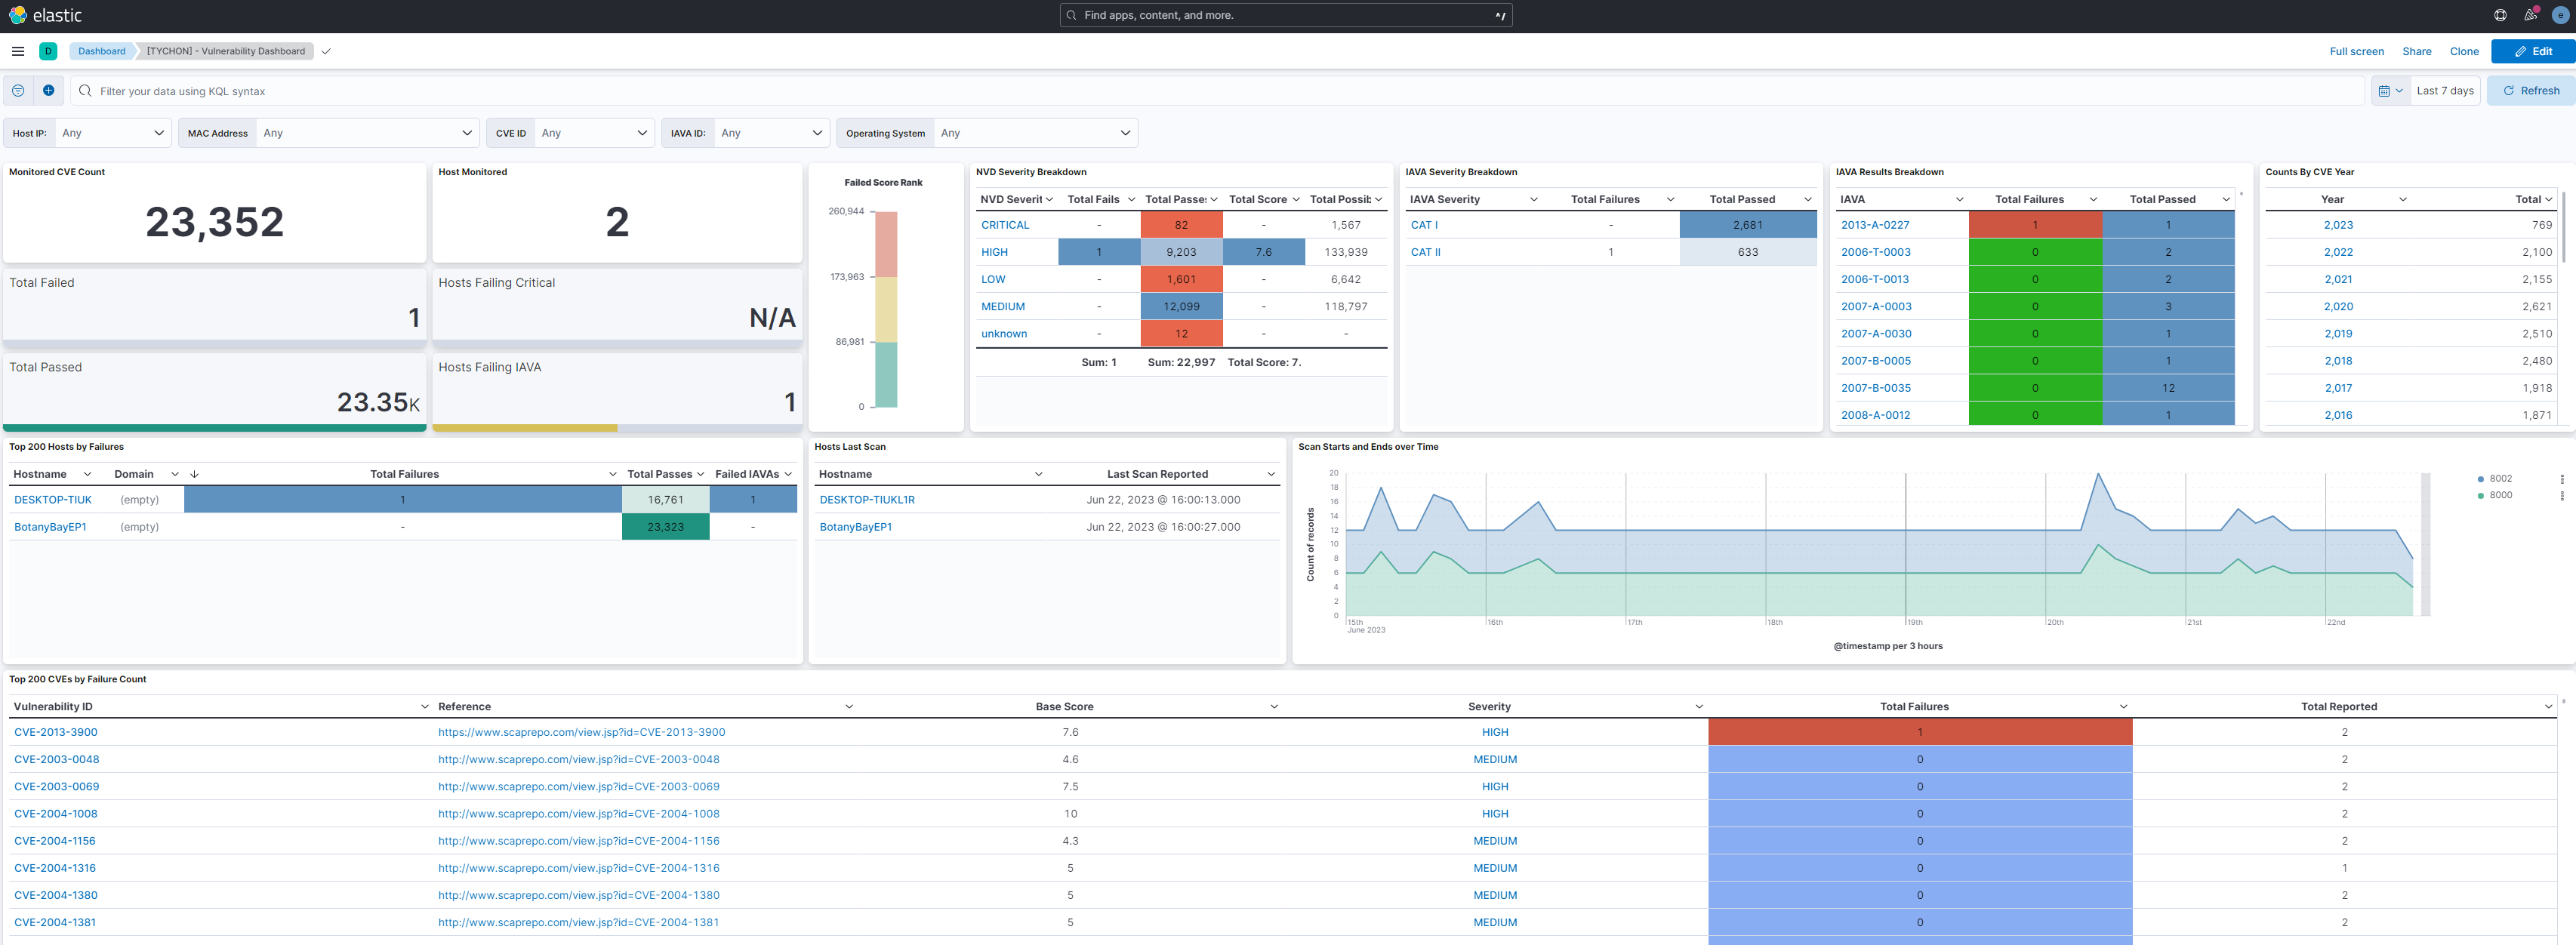 elastic
Find apps, content, and more.
^/
e
D
Dashboard
[TYCHON] - Vulnerability Dashboard
Full screen
Share
Clone
Edit
Filter your data using KQL syntax
Last 7 days
Refresh
Host IP: Any
MAC Address Any
CVE ID Any
IAVA ID: Any
Operating System Any
Monitored CVE Count
23,352
Host Monitored
2
Total Failed
1
Hosts Failing Critical
N/A
Total Passed
23.35K
Hosts Failing IAVA
1
Failed Score Rank
260,944
173,963
86,981
0
NVD Severity Breakdown
NVD Severit Total Fails Total Passe Total Score Total Possib
CRITICAL - 82 - 1,567
HIGH 1 9,203 7.6 133,939
LOW - 1,601 - 6,642
MEDIUM - 12,099 - 118,797
unknown - 12 - -
Sum: 1 Sum: 22,997 Total Score: 7.
IAVA Severity Breakdown
IAVA Severity Total Failures Total Passed
CAT I - 2,681
CAT II 1 633
IAVA Results Breakdown
IAVA Total Failures Total Passed
2013-A-0227 1 1
2006-T-0003 0 2
2006-T-0013 0 2
2007-A-0003 0 3
2007-A-0030 0 1
2007-B-0005 0 1
2007-B-0035 0 12
2008-A-0012 0 1
Counts By CVE Year
Year Total
2,023 769
2,022 2,100
2,021 2,155
2,020 2,621
2,019 2,510
2,018 2,480
2,017 1,918
2,016 1,871
Top 200 Hosts by Failures
Hostname Domain Total Failures Total Passes Failed IAVAs
DESKTOP-TIUK (empty) 1 16,761 1
BotanyBayEP1 (empty) - 23,323 -
Hosts Last Scan
Hostname Last Scan Reported
DESKTOP-TIUKL1R Jun 22, 2023 @ 16:00:13.000
BotanyBayEP1 Jun 22, 2023 @ 16:00:27.000
Scan Starts and Ends over Time
Count of records
20
18
16
14
12
10
8
6
4
2
0
15th 16th 17th 18th 19th 20th 21st 22nd
June 2023
@timestamp per 3 hours
8002
8000
Top 200 CVEs by Failure Count
Vulnerability ID Reference Base Score Severity Total Failures Total Reported
CVE-2013-3900 https://www.scaprepo.com/view.jsp?id=CVE-2013-3900 7.6 HIGH 1 2
CVE-2003-0048 http://www.scaprepo.com/view.jsp?id=CVE-2003-0048 4.6 MEDIUM 0 2
CVE-2003-0069 http://www.scaprepo.com/view.jsp?id=CVE-2003-0069 7.5 HIGH 0 2
CVE-2004-1008 http://www.scaprepo.com/view.jsp?id=CVE-2004-1008 10 HIGH 0 2
CVE-2004-1156 http://www.scaprepo.com/view.jsp?id=CVE-2004-1156 4.3 MEDIUM 0 2
CVE-2004-1316 http://www.scaprepo.com/view.jsp?id=CVE-2004-1316 5 MEDIUM 0 1
CVE-2004-1380 http://www.scaprepo.com/view.jsp?id=CVE-2004-1380 5 MEDIUM 0 2
CVE-2004-1381 http://www.scaprepo.com/view.jsp?id=CVE-2004-1381 5 MEDIUM 0 2